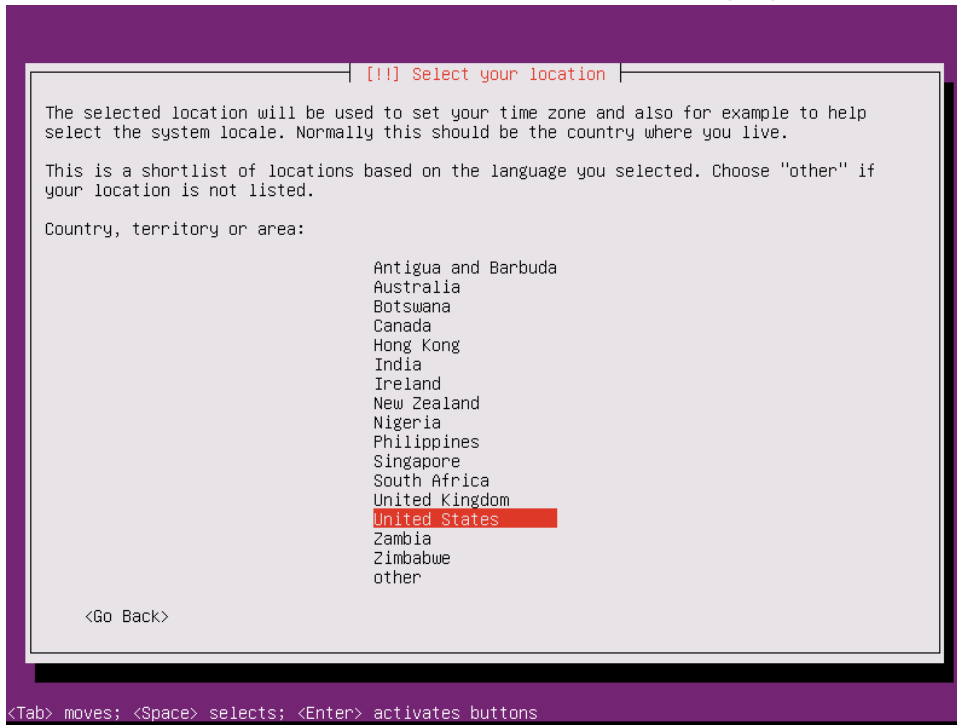 [!!] Select your location
The selected location will be used to set your time zone and also for example to help
select the system locale. Normally this should be the country where you live.
This is a shortlist of locations based on the language you selected. Choose "other" if
your location is not listed.
Country, territory or area:
Antigua and Barbuda
Australia
Botswana
Canada
Hong Kong
India
Ireland
New Zealand
Nigeria
Philippines
Singapore
South Africa
United Kingdom
United States
Zambia
Zimbabwe
other
<Go Back>
<Tab> moves; <Space> selects; <Enter> activates buttons